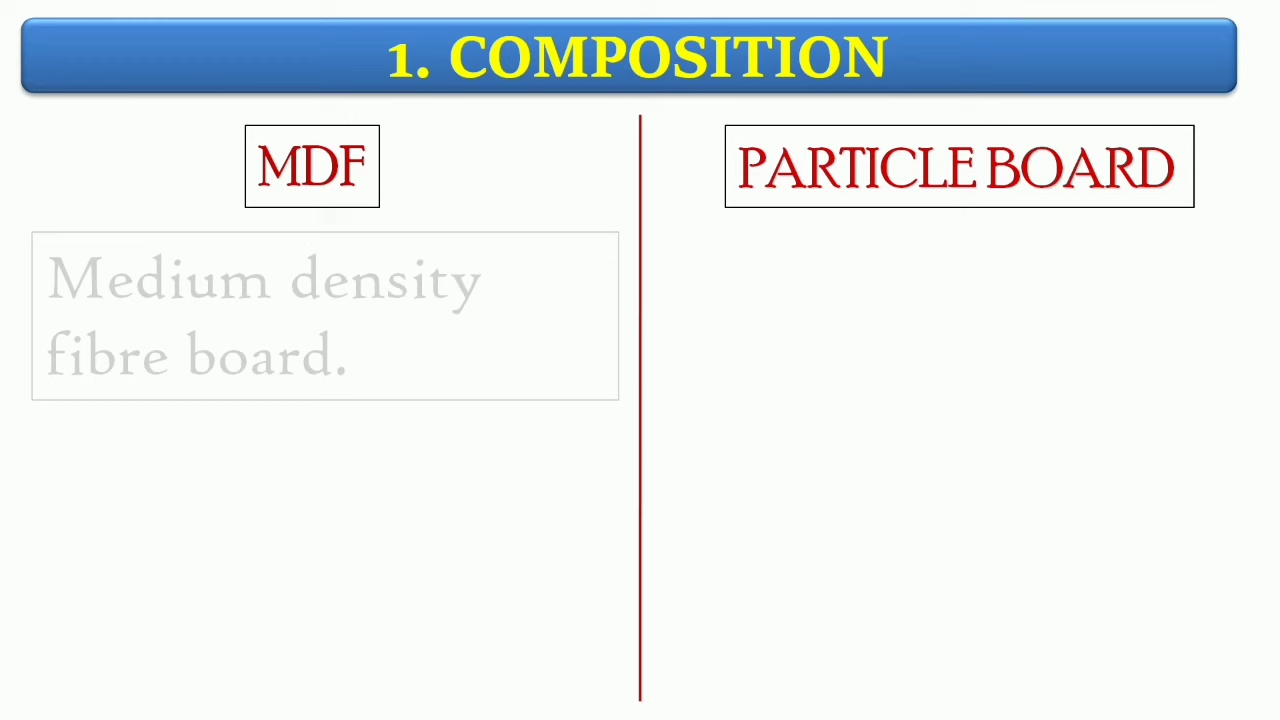 1. COMPOSITION
MDF
PARTICLE BOARD
Medium density
fibre board.